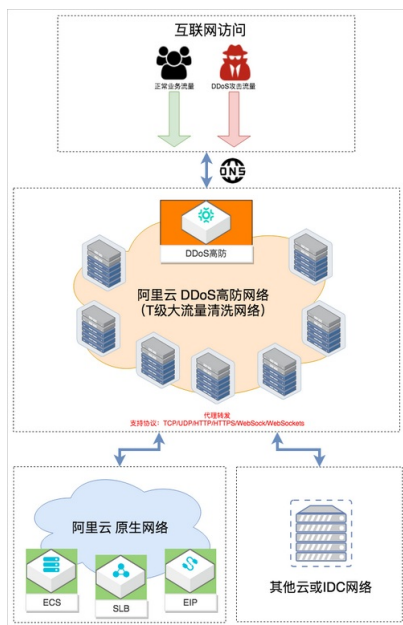 互联网访问
正常业务流量
DDoS攻击流量
DNS
DDoS高防
阿里云 DDoS高防网络
（T级大流量清洗网络）
代理转发
支持协议：TCP/UDP/HTTP/HTTPS/WebSock/WebSockets
阿里云 原生网络
ECS
SLB
EIP
其他云或IDC网络